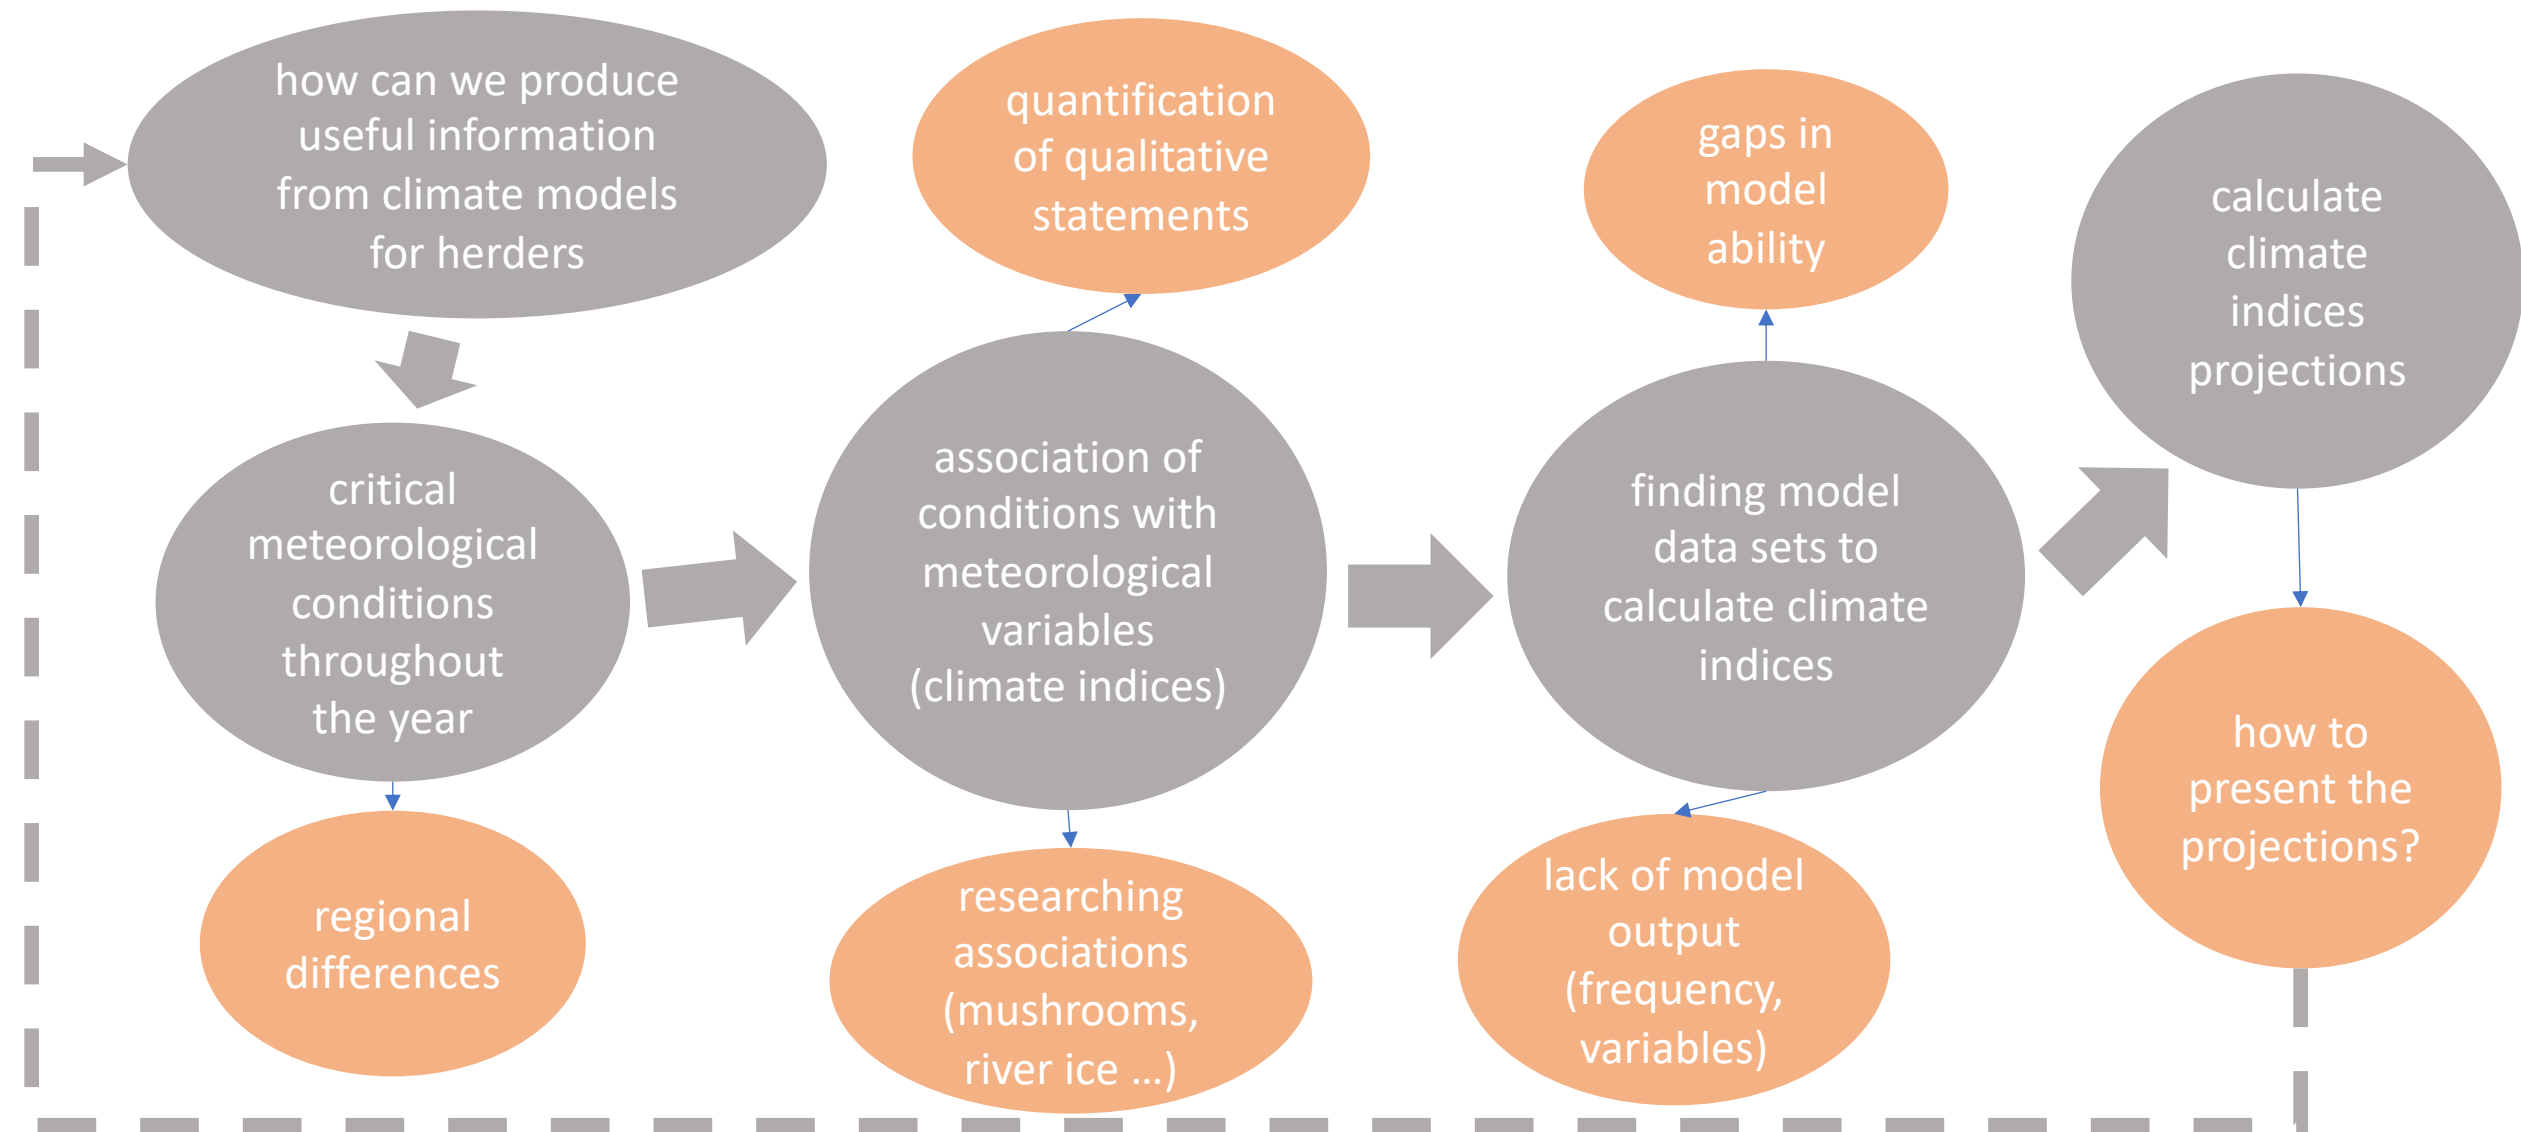 how can we produce
useful information
from climate models
for herders
critical
meteorological
conditions
throughout
the year
regional
differences
quantification
of qualitative
statements
association of
conditions with
meteorological
variables
(climate indices)
researching
associations
(mushrooms,
river ice ...)
gaps in
model
ability
finding model
data sets to
calculate climate
indices
lack of model
output
(frequency,
variables)
calculate
climate
indices
projections
how to
present the
projections?